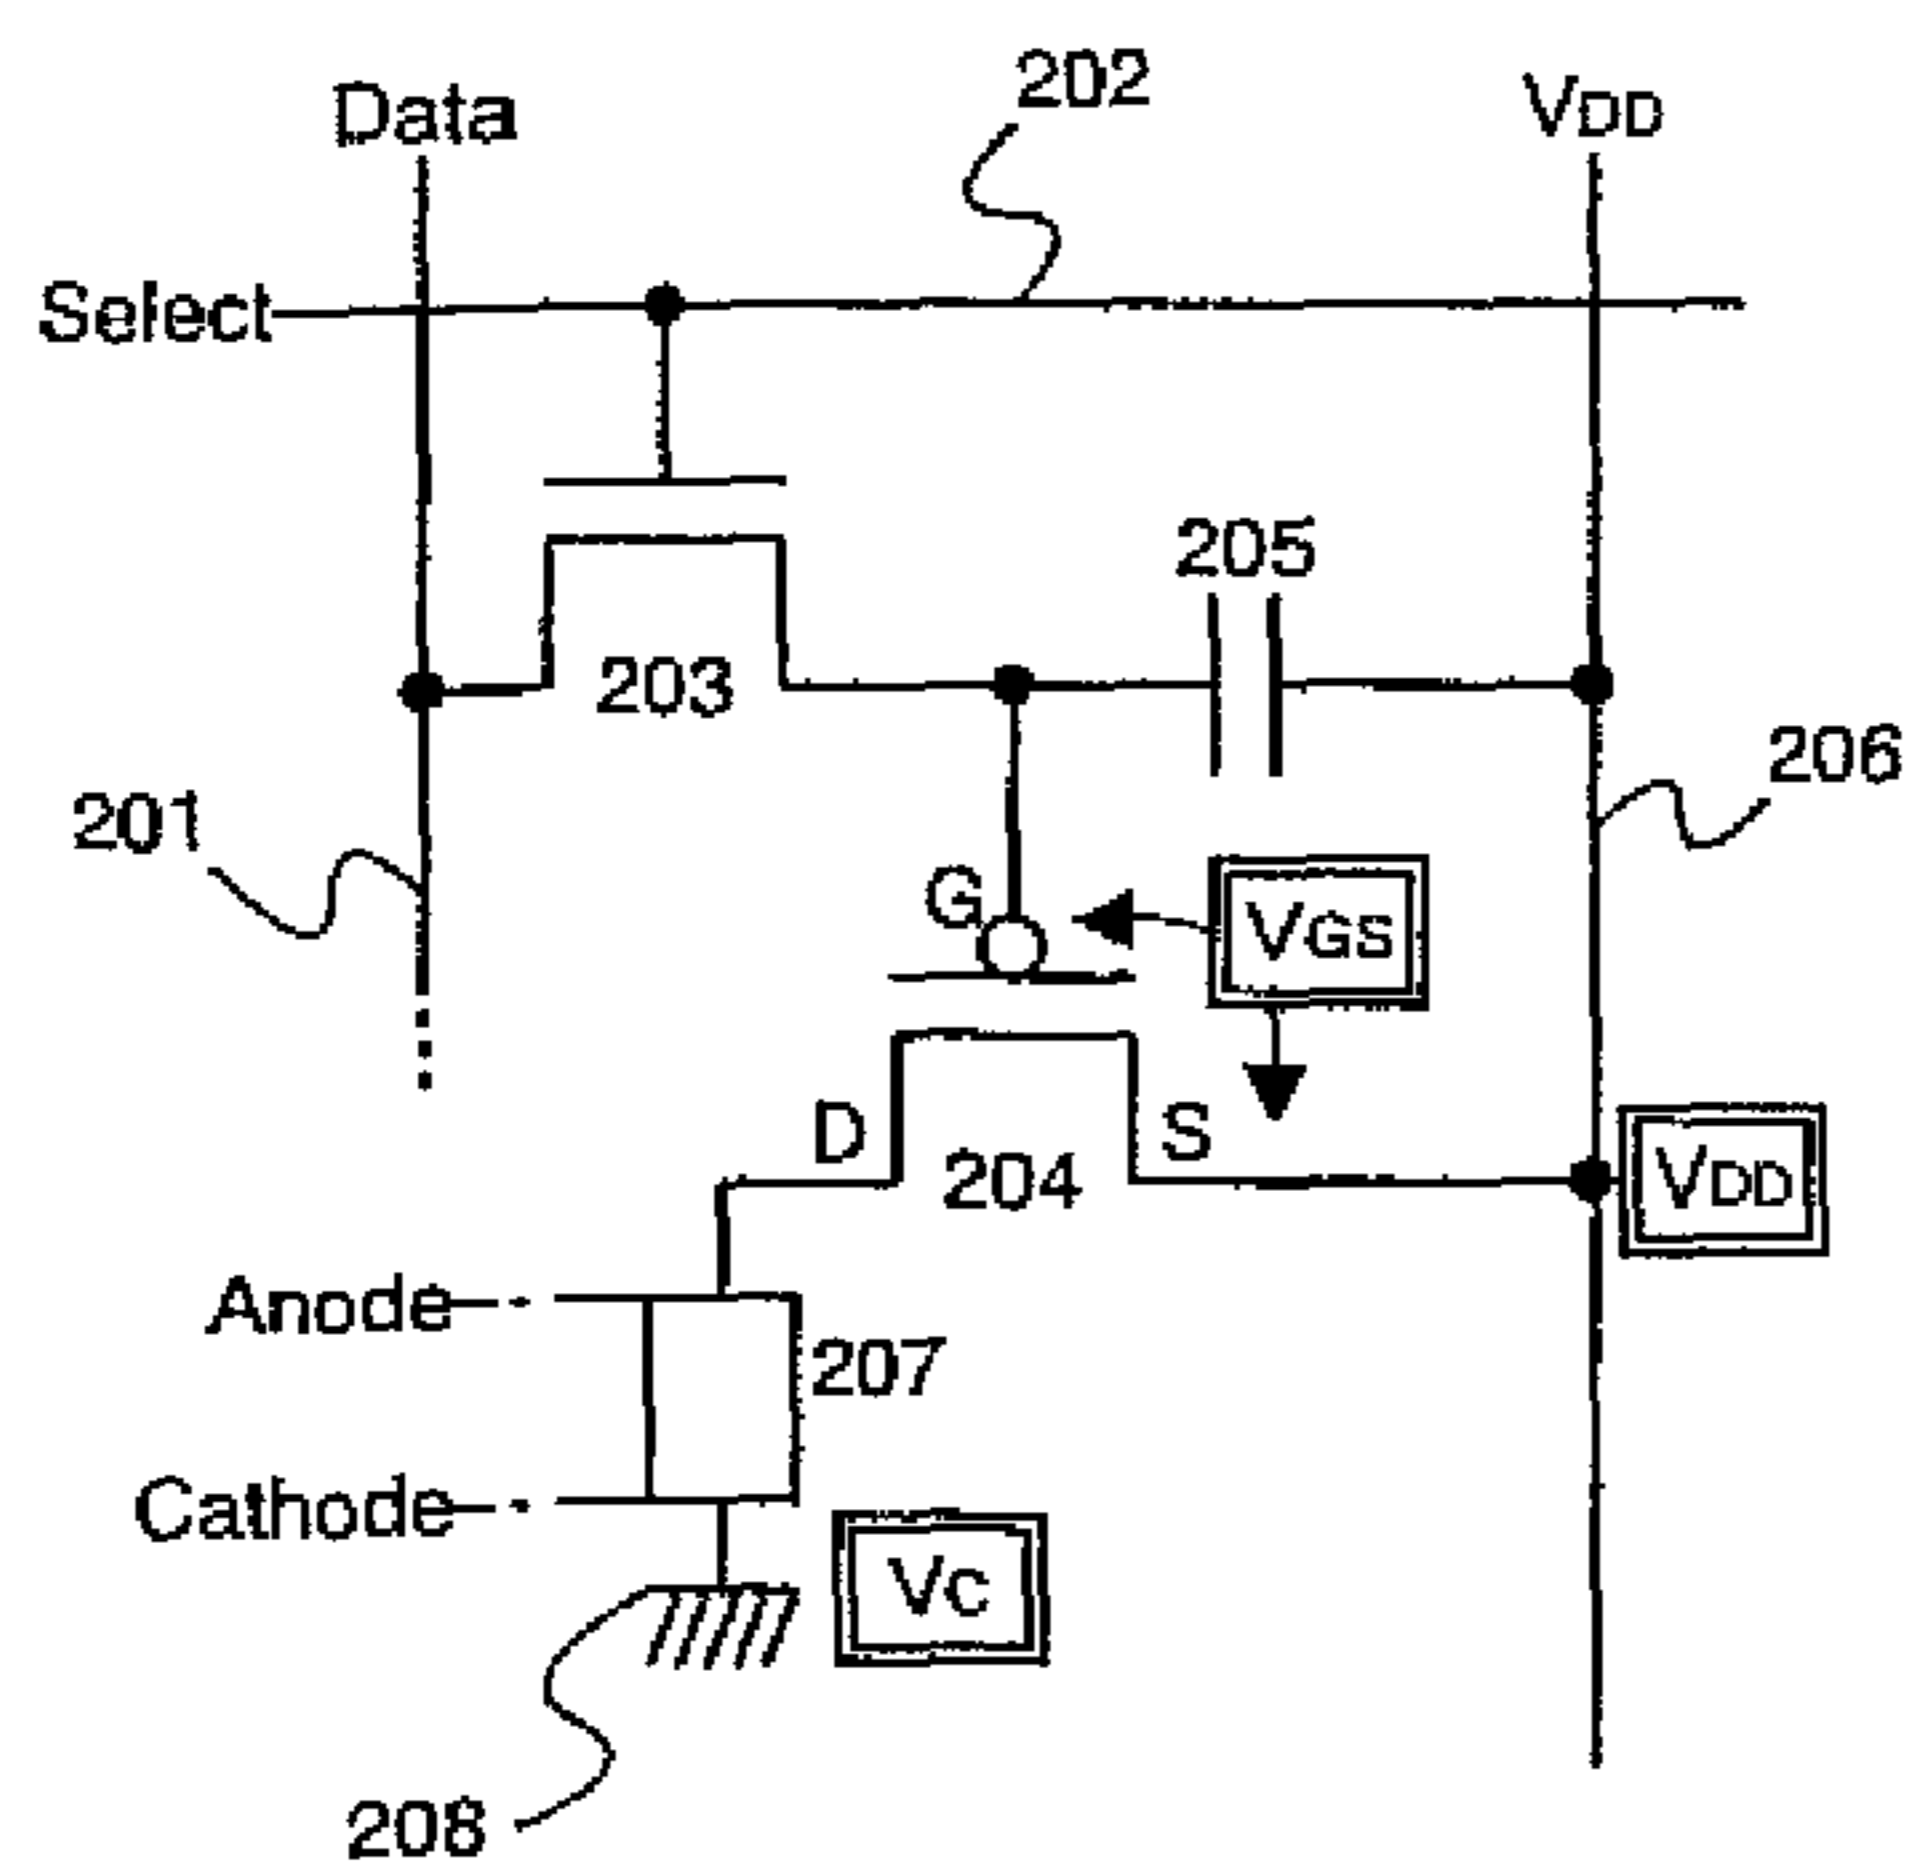 202
Data
VDD
Select
205
203
206
201
G
VGS
D
S
204
VDD
Anode
207
Cathode
VC
208